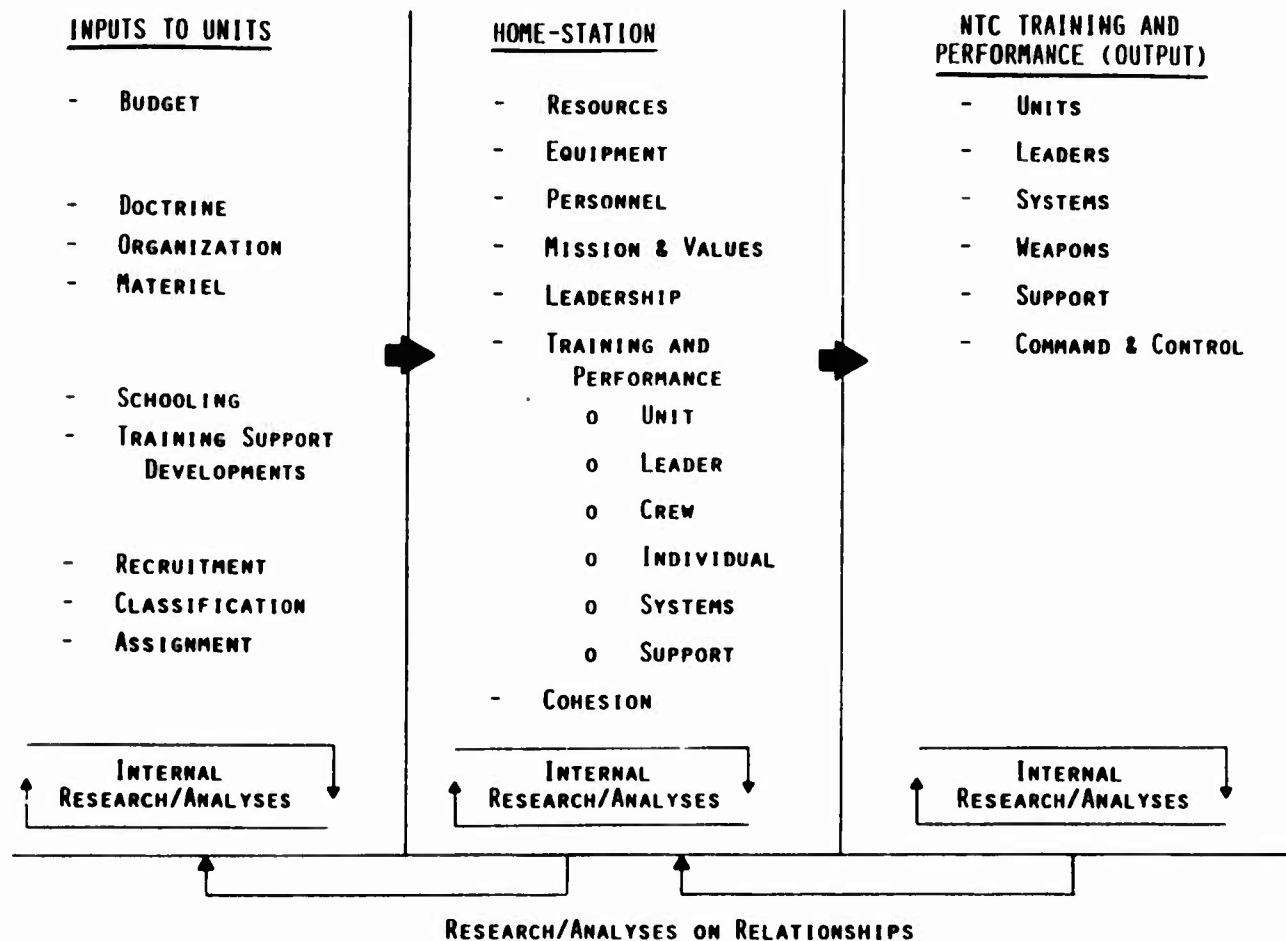 INPUTS TO UNITS
- BUDGET
- DOCTRINE
- ORGANIZATION
- MATERIEL
- SCHOOLING
- TRAINING SUPPORT
DEVELOPMENTS
- RECRUITMENT
- CLASSIFICATION
- ASSIGNMENT
INTERNAL
RESEARCH/ANALYSES
HOME-STATION
- RESOURCES
- EQUIPMENT
- PERSONNEL
- MISSION & VALUES
- LEADERSHIP
- TRAINING AND
PERFORMANCE
o UNIT
o LEADER
o CREW
o INDIVIDUAL
o SYSTEMS
o SUPPORT
- COHESION
INTERNAL
RESEARCH/ANALYSES
NTC TRAINING AND
PERFORMANCE (OUTPUT)
- UNITS
- LEADERS
- SYSTEMS
- WEAPONS
- SUPPORT
- COMMAND & CONTROL
INTERNAL
RESEARCH/ANALYSES
RESEARCH/ANALYSES ON RELATIONSHIPS